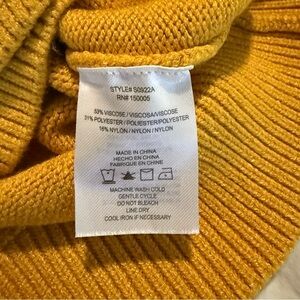 STYLE# S0922A
RN# 150005
53% VISCOSE / VISCOSA/VISCOSE
31% POLYESTER / POLIESTER/POLYESTER
16% NYLON / NYLON / NYLON
MADE IN CHINA
HECHO EN CHINA
FABRIQUE EN CHINE
MACHINE WASH COLD
GENTLE CYCLE
DO NOT BLEACH
LINE DRY
COOL IRON IF NECESSARY